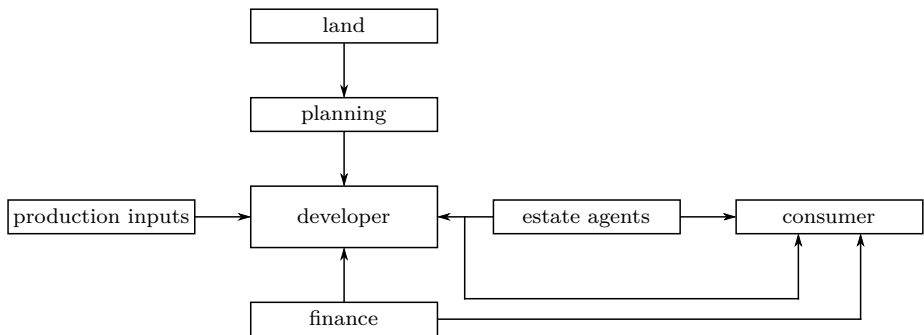 land
planning
production inputs
developer
estate agents
consumer
finance